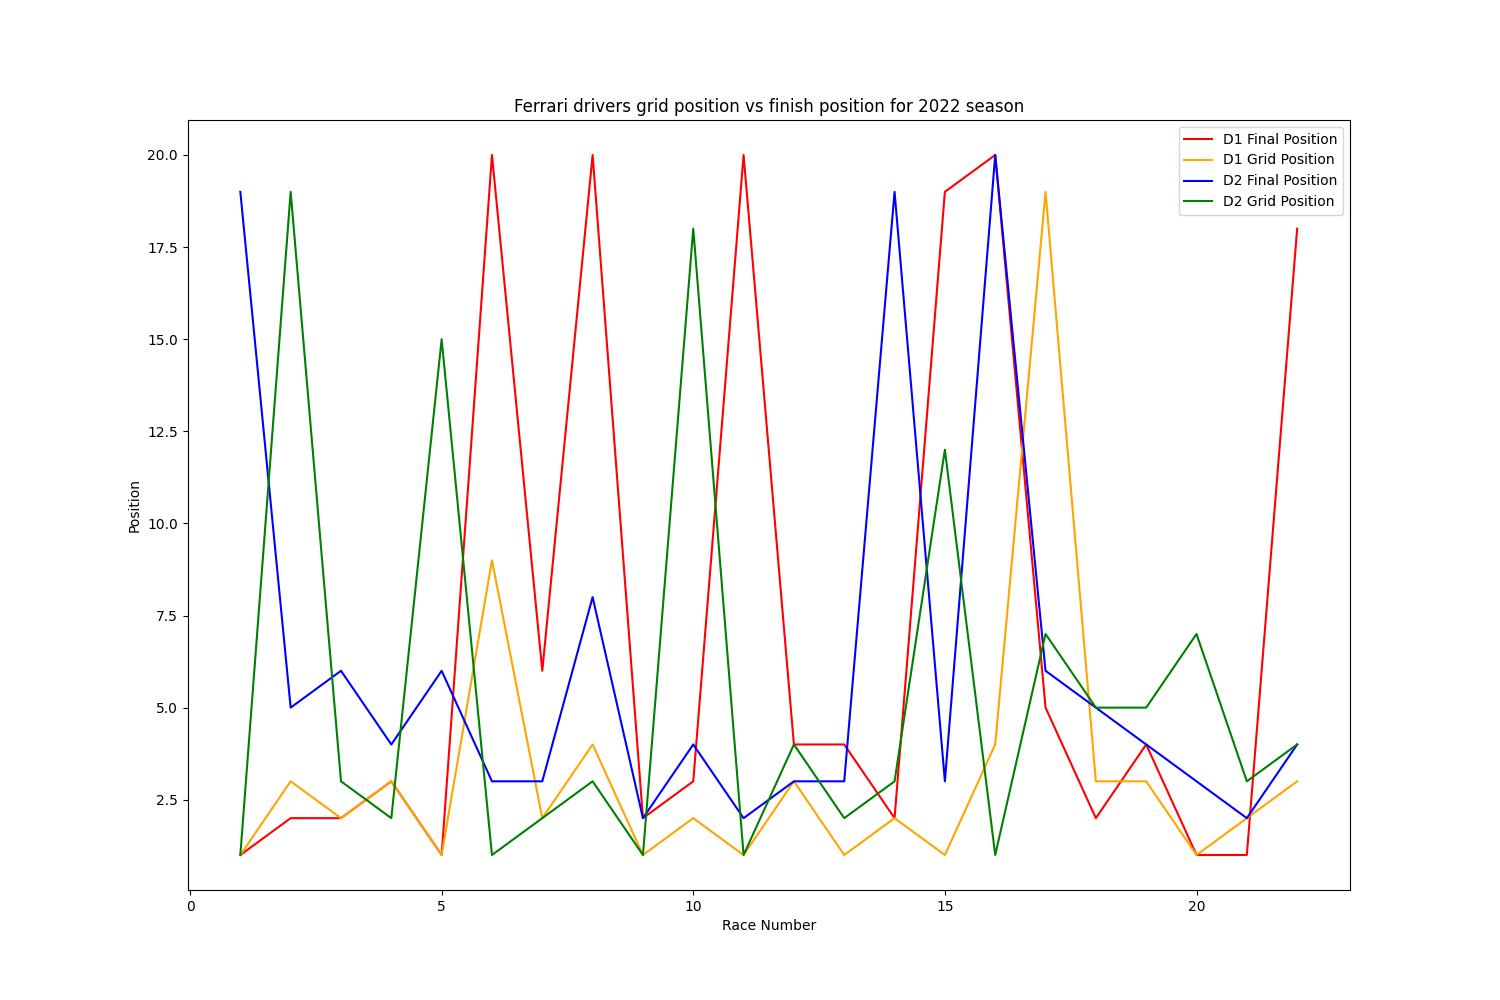 Ferrari drivers grid position vs finish position for 2022 season
D1 Final Position
D1 Grid Position
D2 Final Position
D2 Grid Position
20.0
17.5
15.0
12.5
10.0
7.5
5.0
2.5
Position
0 5 10 15 20
Race Number